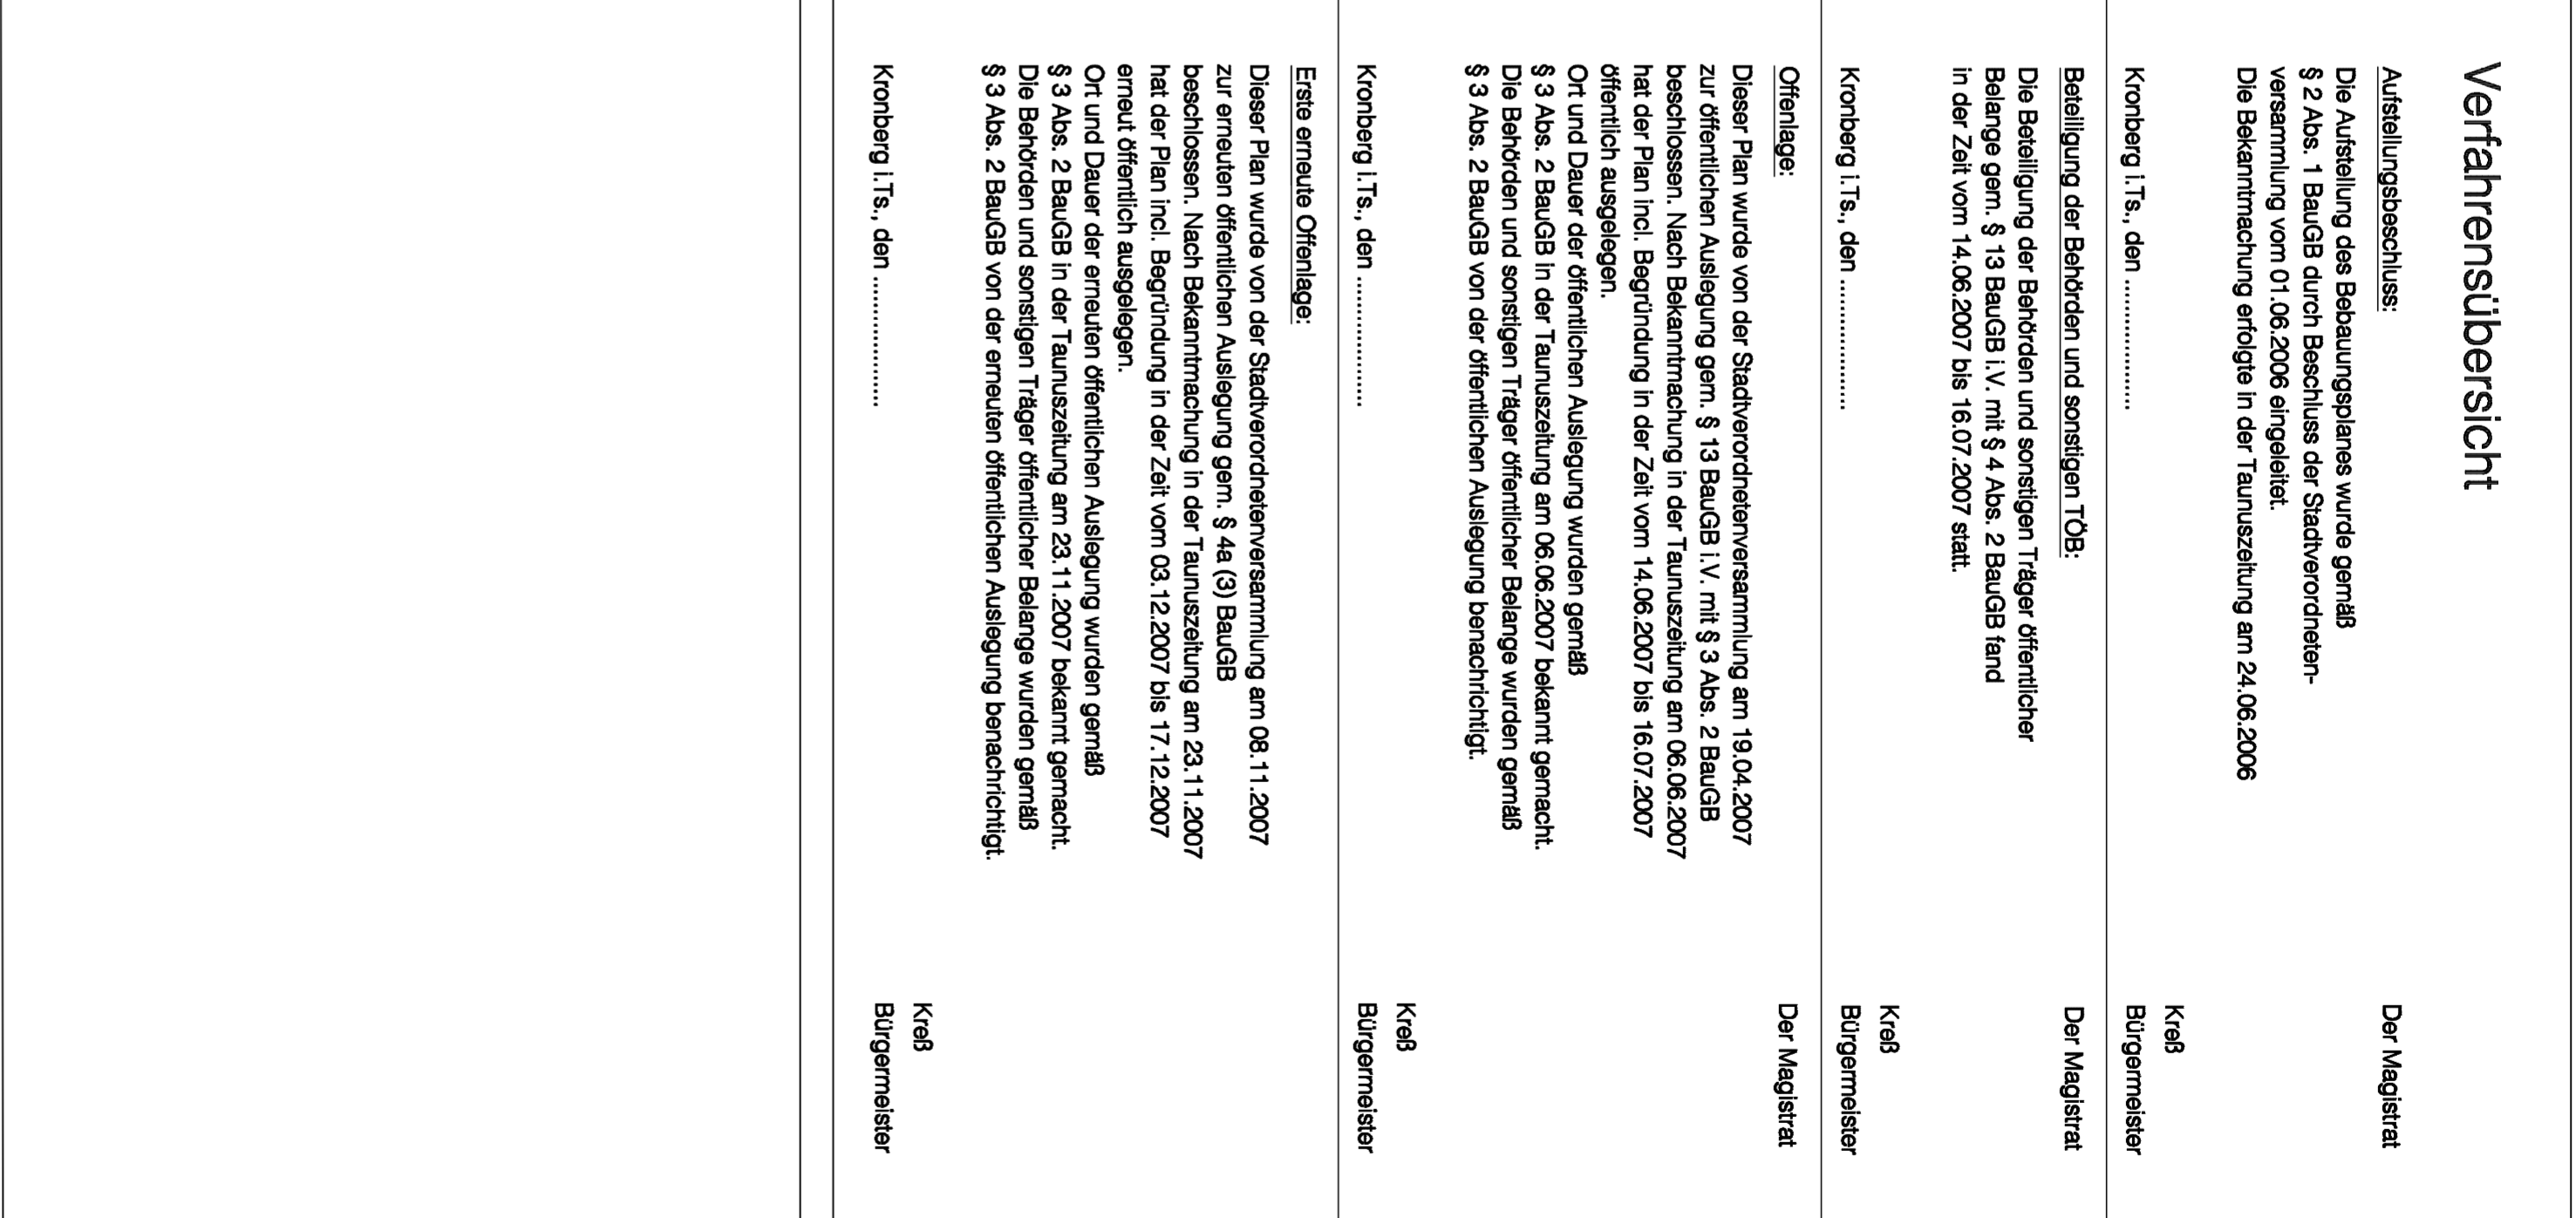 Verfahrensübersicht
Aufstellungsbeschluss:
Der Magistrat
Die Aufstellung des Bebauungsplanes wurde gemäß
§ 2 Abs. 1 BauGB durch Beschluss der Stadtverordneten-
versammlung vom 01.06.2006 eingeleitet.
Die Bekanntmachung erfolgte in der Taunuszeitung am 24.06.2006
Kreß
Kronberg i.Ts., den ....................
Bürgermeister
Beteiligung der Behörden und sonstigen TÖB:
Der Magistrat
Die Beteiligung der Behörden und sonstigen Träger öffentlicher
Belange gem. § 13 BauGB i.V. mit § 4 Abs. 2 BauGB fand
in der Zeit vom 14.06.2007 bis 16.07.2007 statt.
Kreß
Kronberg i.Ts., den ....................
Bürgermeister
Offenlage:
Der Magistrat
Dieser Plan wurde von der Stadtverordnetenversammlung am 19.04.2007
zur öffentlichen Auslegung gem. § 13 BauGB i.V. mit § 3 Abs. 2 BauGB
beschlossen. Nach Bekanntmachung in der Taunuszeitung am 06.06.2007
hat der Plan incl. Begründung in der Zeit vom 14.06.2007 bis 16.07.2007
öffentlich ausgelegen.
Ort und Dauer der öffentlichen Auslegung wurden gemäß
§ 3 Abs. 2 BauGB in der Taunuszeitung am 06.06.2007 bekannt gemacht.
Die Behörden und sonstigen Träger öffentlicher Belange wurden gemäß
§ 3 Abs. 2 BauGB von der öffentlichen Auslegung benachrichtigt.
Kreß
Kronberg i.Ts., den ....................
Bürgermeister
Erste erneute Offenlage:
Dieser Plan wurde von der Stadtverordnetenversammlung am 08.11.2007
zur erneuten öffentlichen Auslegung gem. § 4a (3) BauGB
beschlossen. Nach Bekanntmachung in der Taunuszeitung am 23.11.2007
hat der Plan incl. Begründung in der Zeit vom 03.12.2007 bis 17.12.2007
erneut öffentlich ausgelegen.
Ort und Dauer der erneuten öffentlichen Auslegung wurden gemäß
§ 3 Abs. 2 BauGB in der Taunuszeitung am 23.11.2007 bekannt gemacht.
Die Behörden und sonstigen Träger öffentlicher Belange wurden gemäß
§ 3 Abs. 2 BauGB von der erneuten öffentlichen Auslegung benachrichtigt.
Kreß
Kronberg i.Ts., den ....................
Bürgermeister